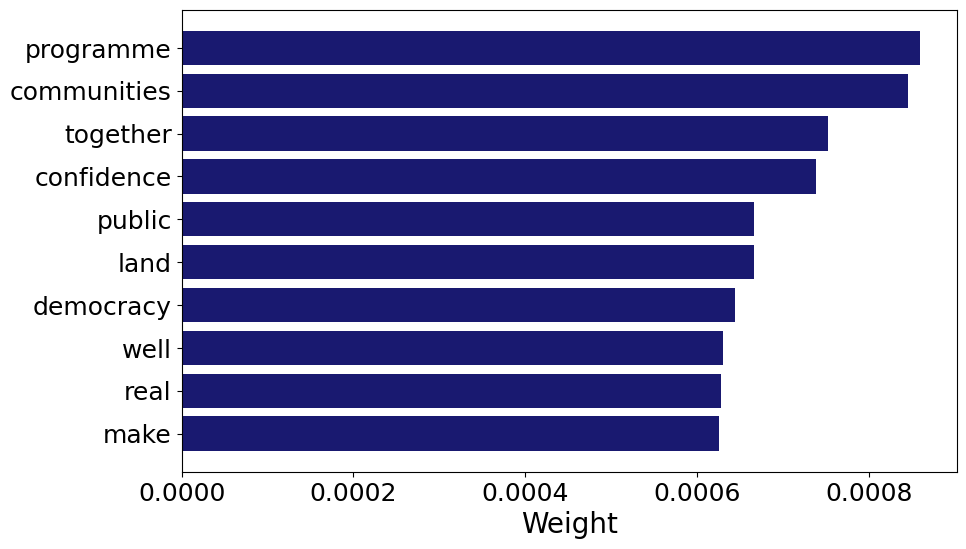 programme
communities
together
confidence
public
land
democracy
well
real
make
0.0000 0.0002 0.0004 0.0006 0.0008
Weight